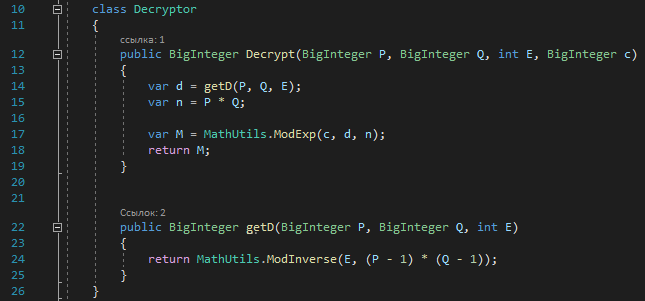 10 class Decryptor
11 {
ссылка: 1
12 public BigInteger Decrypt(BigInteger P, BigInteger Q, int E, BigInteger c)
13 {
14 var d = getD(P, Q, E);
15 var n = P * Q;
16
17 var M = MathUtils.ModExp(c, d, n);
18 return M;
19 }
20
21
Ссылок: 2
22 public BigInteger getD(BigInteger P, BigInteger Q, int E)
23 {
24 return MathUtils.ModInverse(E, (P - 1) * (Q - 1));
25 }
26 }